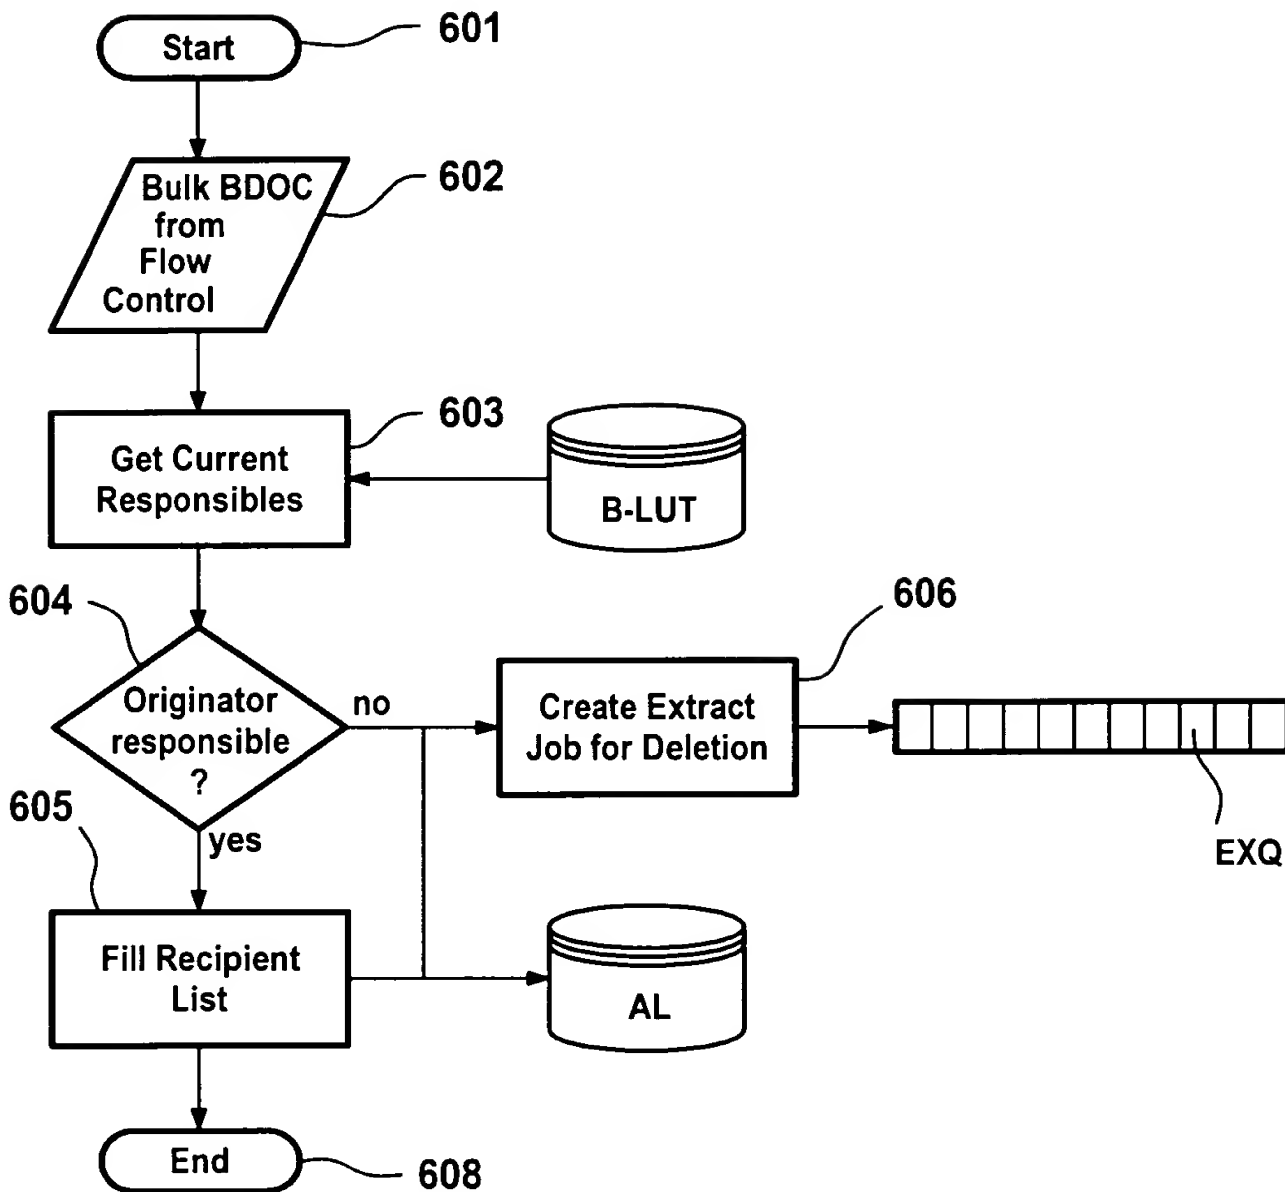 Start
601
Bulk BDOC
from
Flow
Control
602
603
Get Current
Responsibles
B-LUT
604
606
Originator
responsible
?
no
Create Extract
Job for Deletion
605
yes
EXQ
Fill Recipient
List
AL
End
608